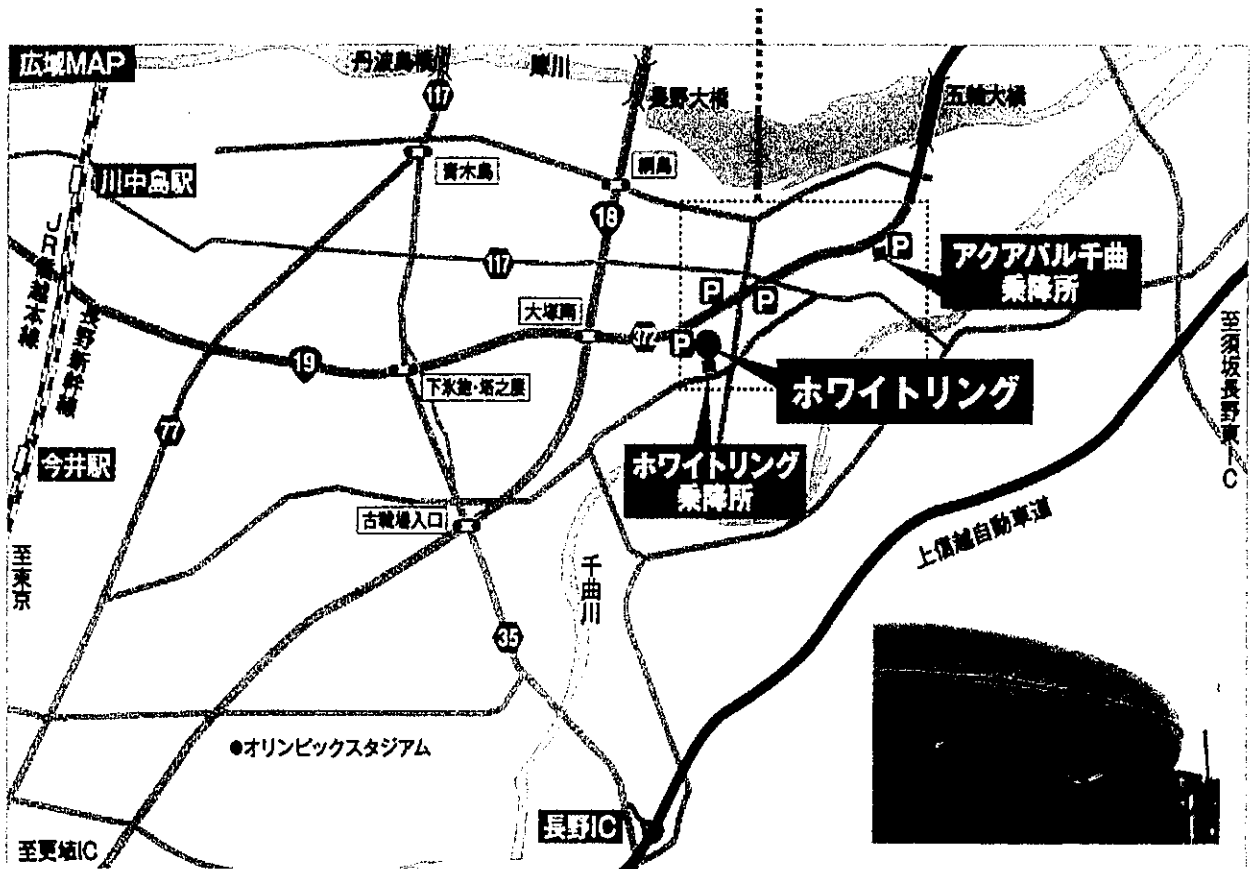 広域MAP
丹波島橋
犀川
長野大橋
五輪大橋
117
青木島
綱島
川中島駅
18
117
アクアパル千曲
乗降所
P
P
P
P
大塚南
372
JR信越本線
長野新幹線
19
下氷鉋・塔之腰
ホワイトリング
至須坂長野東IC
77
今井駅
ホワイトリング
乗降所
古戦場入口
上信越自動車道
至東京
千曲川
35
●オリンピックスタジアム
長野IC
至更埴IC